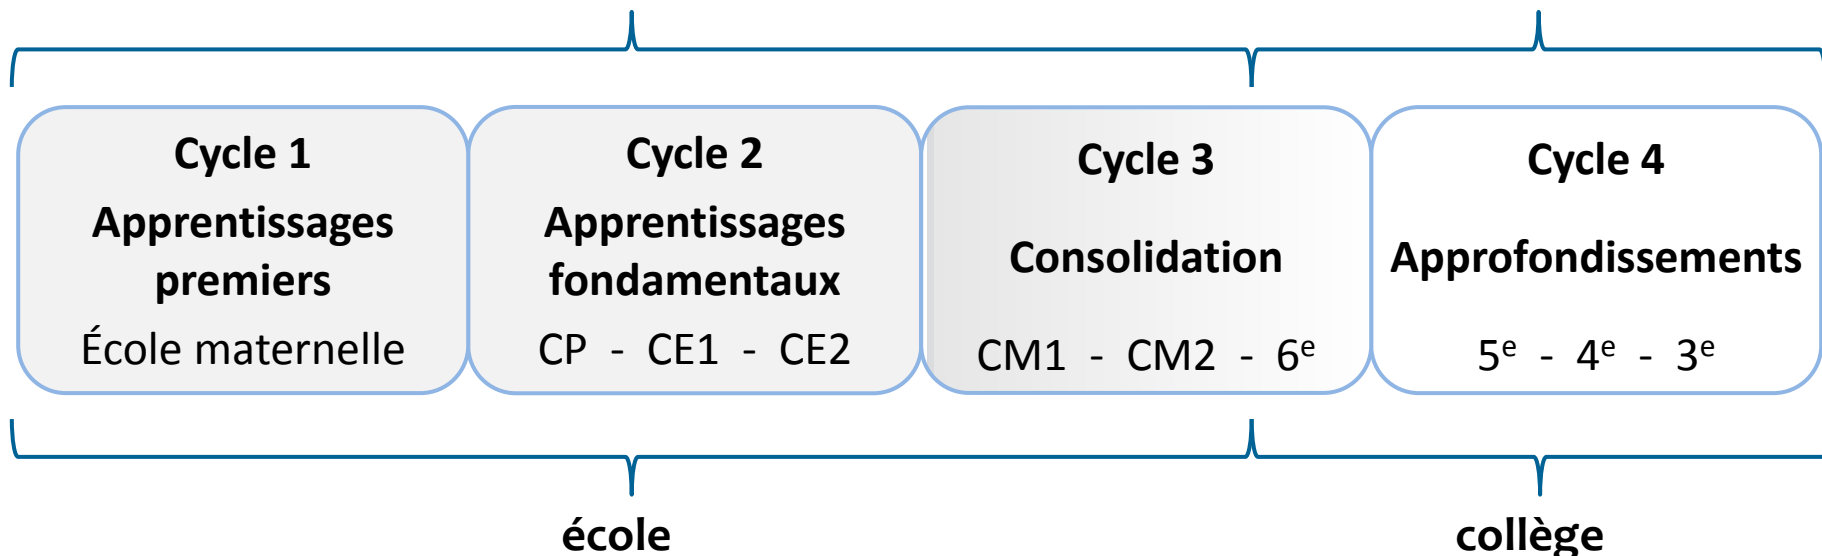 Cycle 1
Apprentissages
premiers
École maternelle
Cycle 2
Apprentissages
fondamentaux
CP - CE1 - CE2
Cycle 3
Consolidation
CM1 - CM2 - 6ᵉ
Cycle 4
Approfondissements
5ᵉ - 4ᵉ - 3ᵉ
école
collège